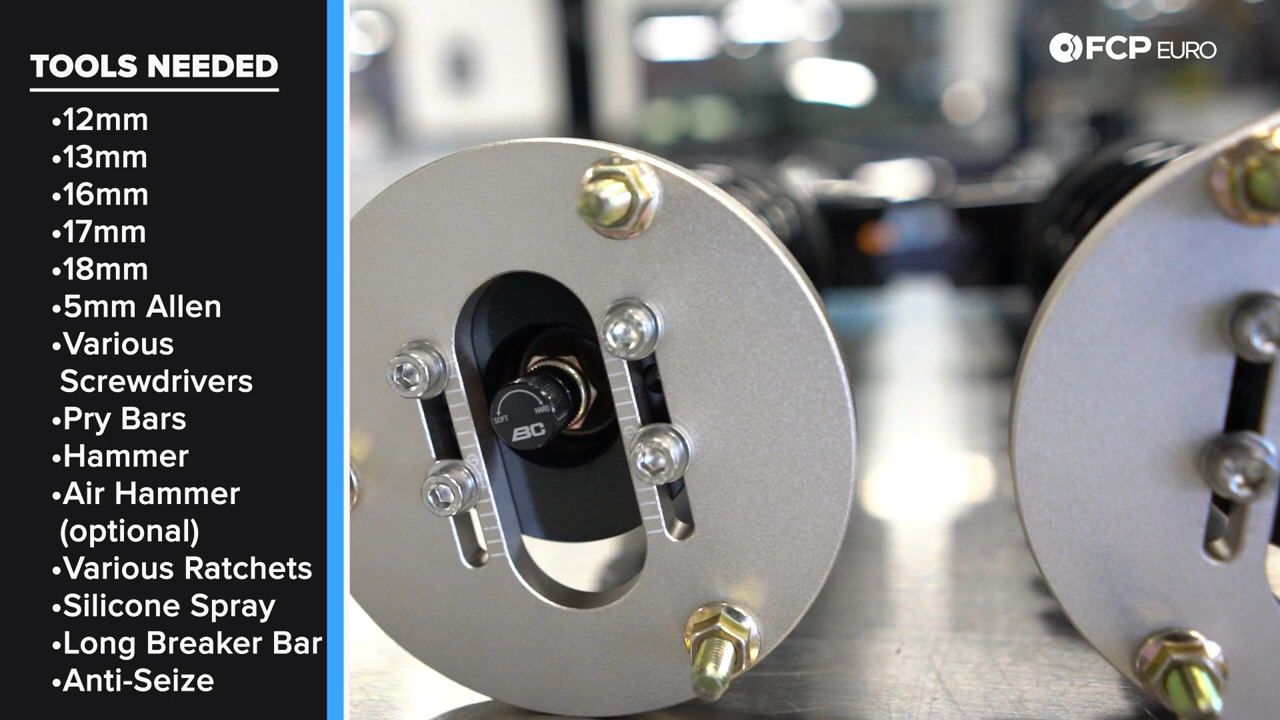 TOOLS NEEDED
•12mm
•13mm
•16mm
•17mm
•18mm
•5mm Allen
•Various
Screwdrivers
•Pry Bars
•Hammer
•Air Hammer
(optional)
•Various Ratchets
•Silicone Spray
•Long Breaker Bar
•Anti-Seize
FCP EURO
SOFT HARD
BC